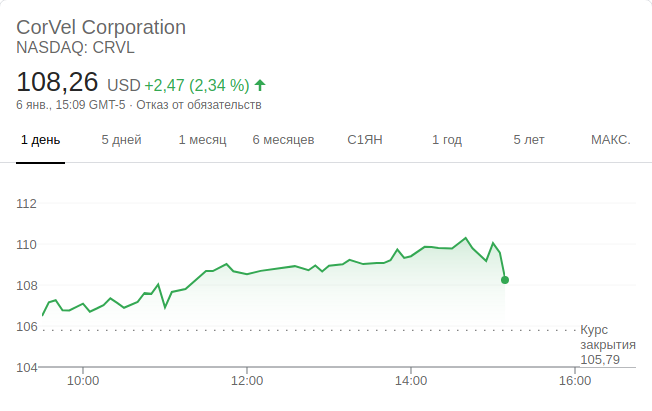 CorVel Corporation
NASDAQ: CRVL
108,26 USD +2,47 (2,34 %)
6 янв., 15:09 GMT-5 · Отказ от обязательств
1 день 5 дней 1 месяц 6 месяцев С1ЯН 1 год 5 лет МАКС.
112
110
108
106
Курс
закрытия
105,79
104
10:00 12:00 14:00 16:00